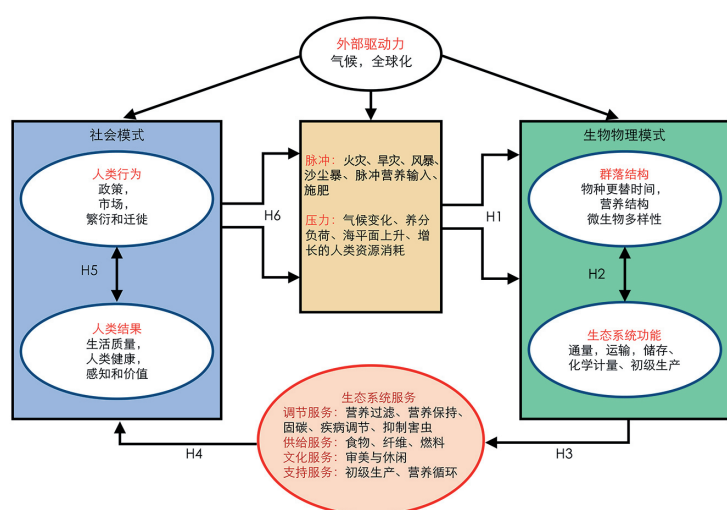 外部驱动力
气候，全球化
社会模式
人类行为
政策，
市场，
繁衍和迁徙
H5
人类结果
生活质量，
人类健康，
感知和价值
H6
脉冲：火灾、旱灾、风暴、
沙尘暴、脉冲营养输入、
施肥
压力：气候变化、养分
负荷、海平面上升、增
长的人类资源消耗
H1
生物物理模式
群落结构
物种更替时间，
营养结构
微生物多样性
H2
生态系统功能
通量，运输，储存、
化学计量、初级生产
生态系统服务
调节服务：营养过滤、营养保持、
固碳、疾病调节、抑制害虫
供给服务：食物、纤维、燃料
文化服务：审美与休闲
支持服务：初级生产、营养循环
H4
H3